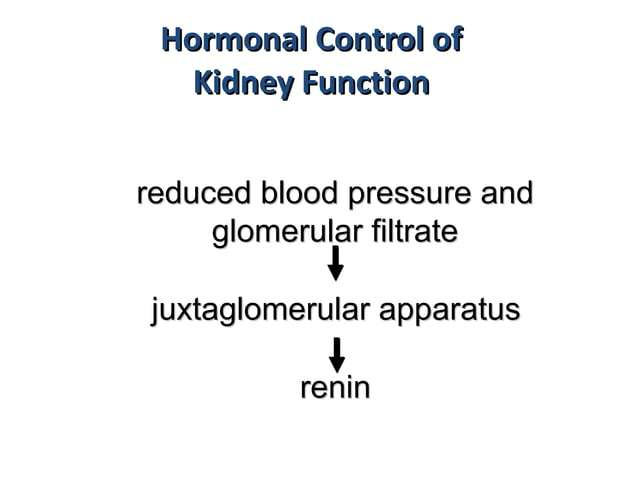 Hormonal Control of
Kidney Function
reduced blood pressure and
glomerular filtrate
juxtaglomerular apparatus
renin